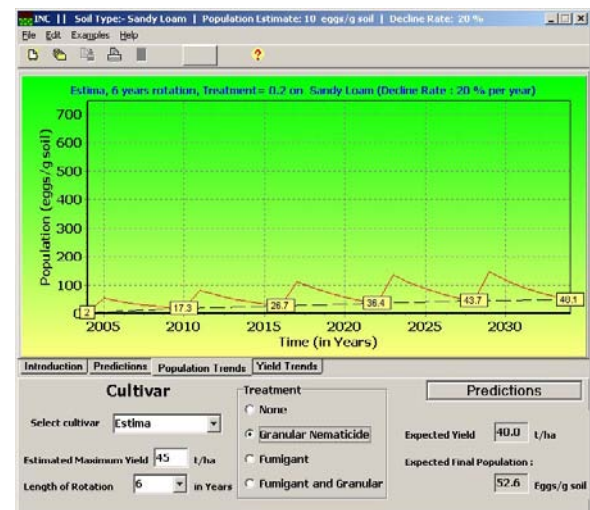 INC || Soil Type:- Sandy Loam | Population Estimate: 10 eggs/g soil | Decline Rate: 20 %
File Edit Examples Help
?
Estima, 6 years rotation, Treatment= 0.2 on Sandy Loam (Decline Rate : 20 % per year)
Population (eggs/g soil)
700
600
500
400
300
200
100
0
2
17.3
26.7
36.4
43.7
2005 2010 2015 2020 2025 2030
Time (in Years)
Introduction Predictions Population Trends Yield Trends
Cultivar
Select cultivar Estima
Estimated Maximum Yield 45 t/ha
Length of Rotation 6 in Years
Treatment
None
Granular Nematicide
Fumigant
Fumigant and Granular
Predictions
Expected Yield 40.0 t/ha
Expected Final Population :
52.6 Eggs/g soil